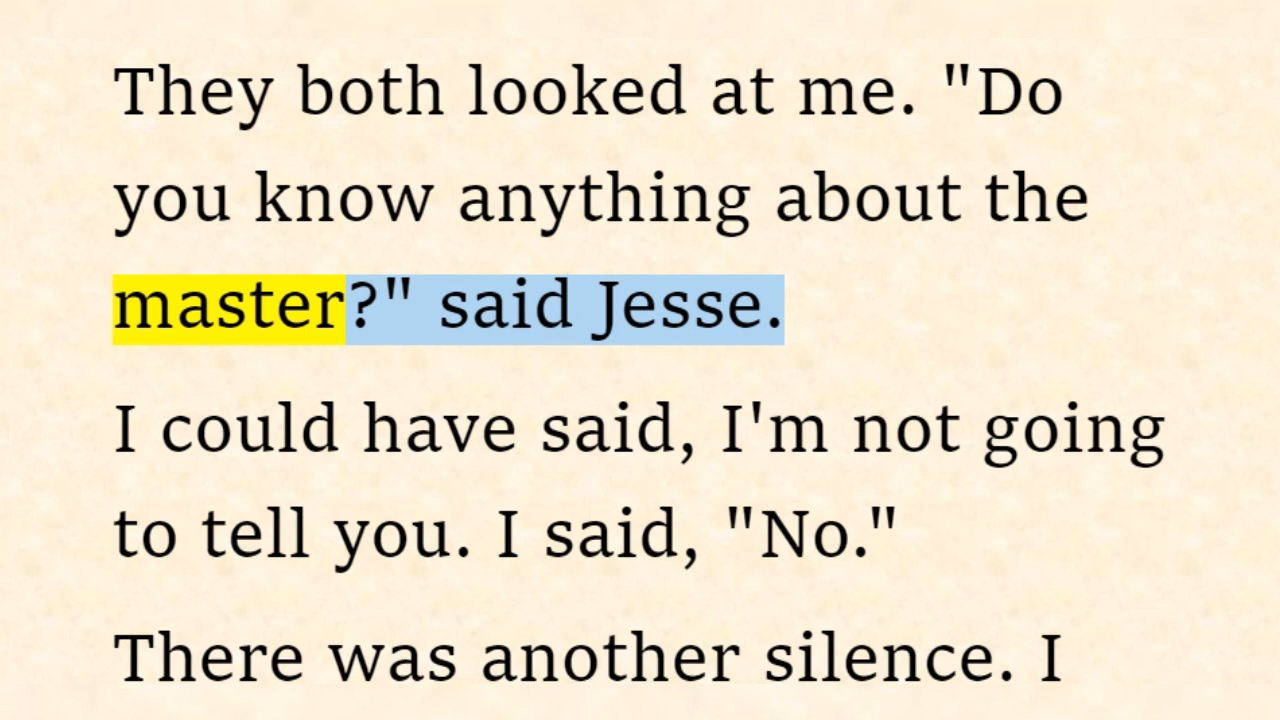 They both looked at me. "Do
you know anything about the
master?" said Jesse.
I could have said, I'm not going
to tell you. I said, "No."
There was another silence. I